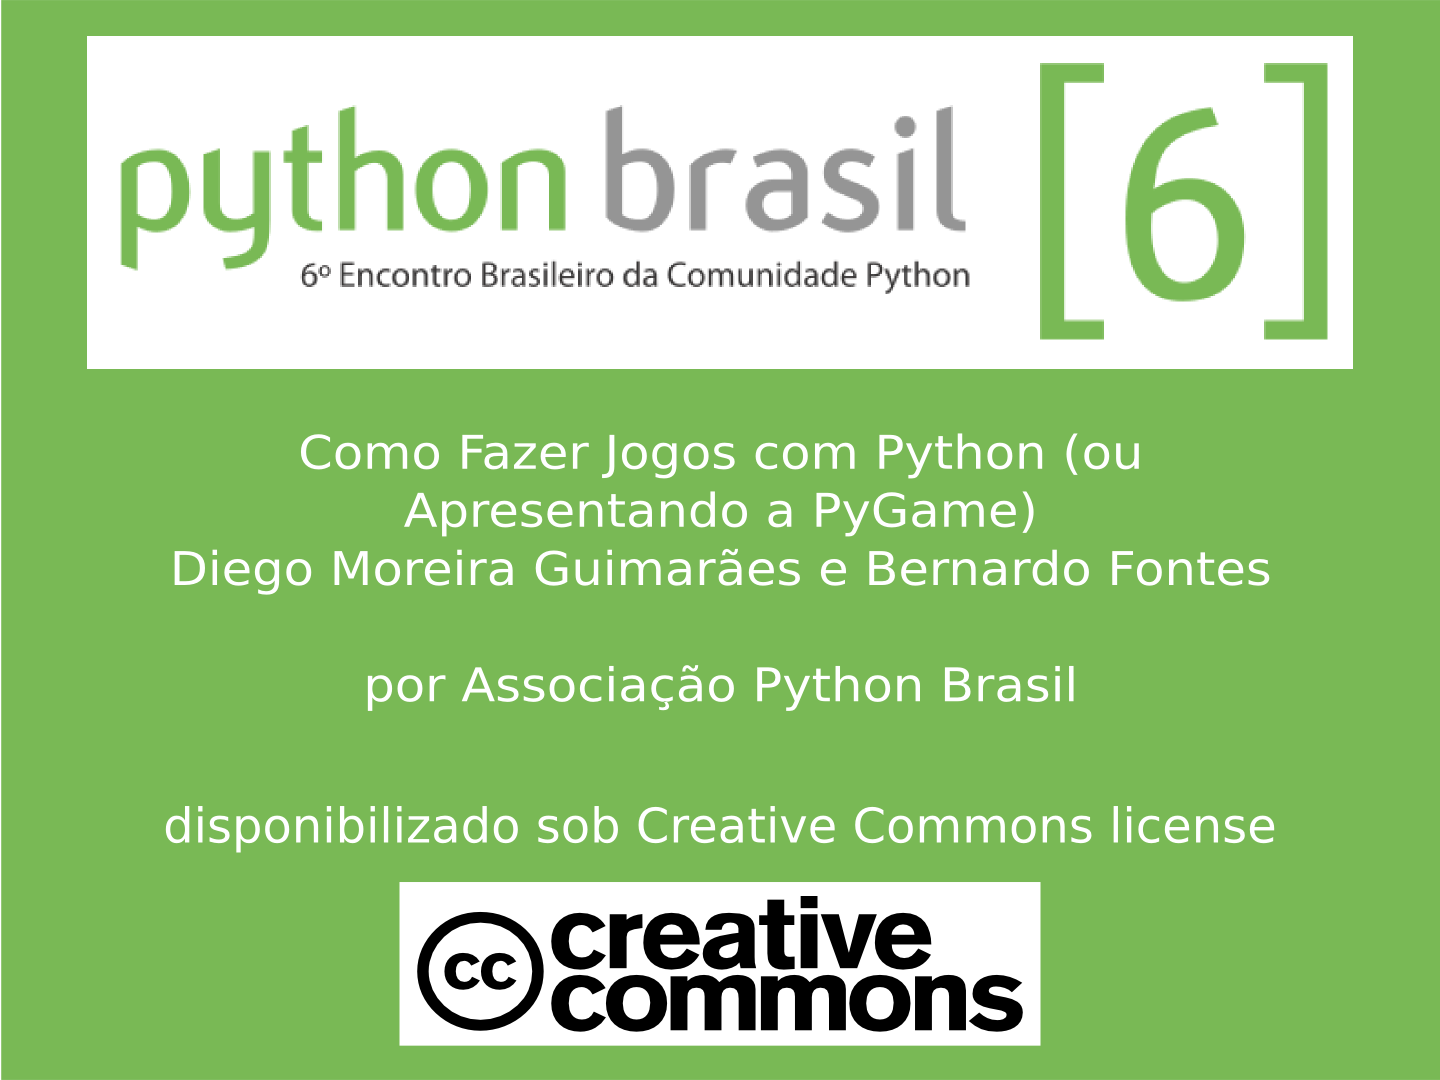 python brasil [6]
6º Encontro Brasileiro da Comunidade Python
Como Fazer Jogos com Python (ou
Apresentando a PyGame)
Diego Moreira Guimarães e Bernardo Fontes
por Associação Python Brasil
disponibilizado sob Creative Commons license
cc creative
commons